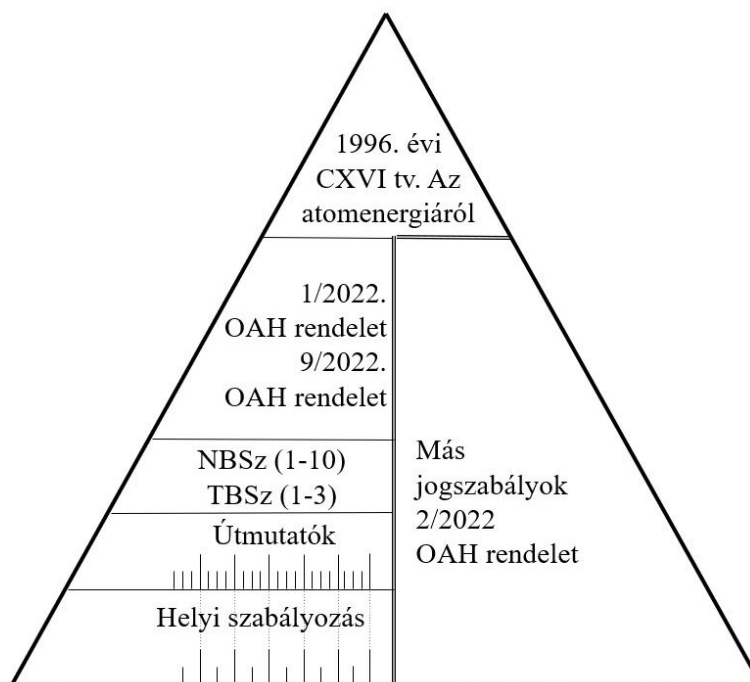 1996. évi
CXVI tv. Az
atomenergiáról
1/2022.
OAH rendelet
9/2022.
OAH rendelet
NBSz (1-10)
TBSz (1-3)
Útmutatók
Helyi szabályozás
Más
jogszabályok
2/2022
OAH rendelet